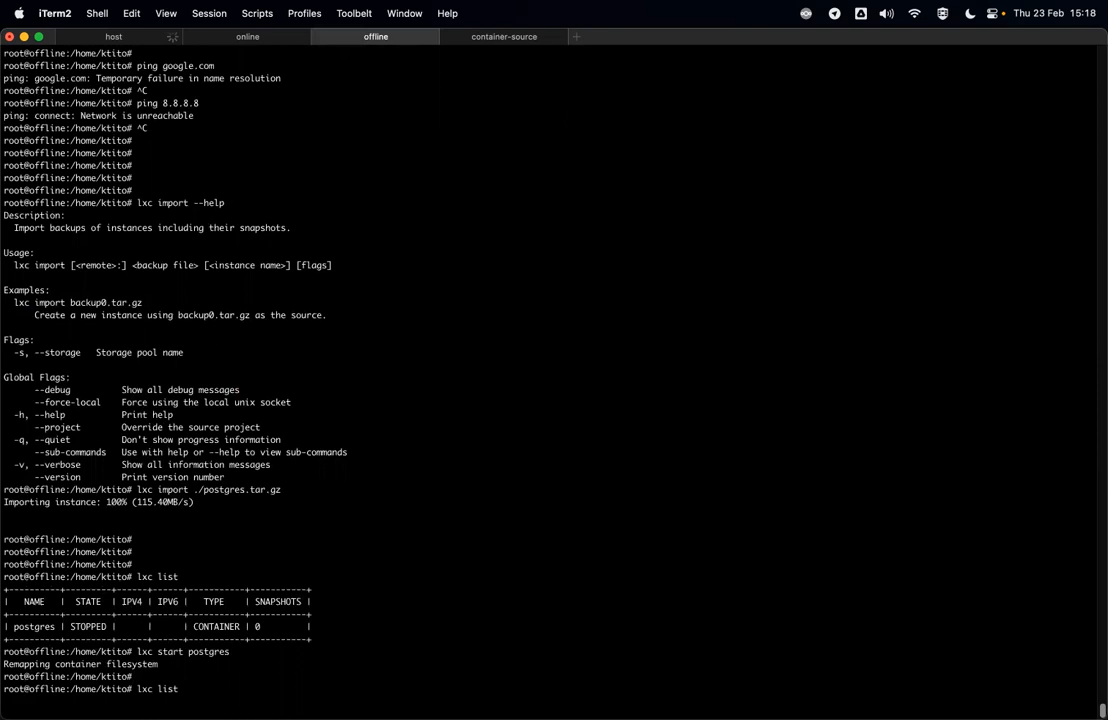 iTerm2 Shell Edit View Session Scripts Profiles Toolbelt Window Help Thu 23 Feb 15:18
host online offline container-source +
root@offline:/home/ktito#
root@offline:/home/ktito# ping google.com
ping: google.com: Temporary failure in name resolution
root@offline:/home/ktito# ^C
root@offline:/home/ktito# ping 8.8.8.8
ping: connect: Network is unreachable
root@offline:/home/ktito# ^C
root@offline:/home/ktito#
root@offline:/home/ktito#
root@offline:/home/ktito#
root@offline:/home/ktito#
root@offline:/home/ktito#
root@offline:/home/ktito# lxc import --help
Description:
  Import backups of instances including their snapshots.

Usage:
  lxc import [<remote>:] <backup file> [<instance name>] [flags]

Examples:
  lxc import backup0.tar.gz
      Create a new instance using backup0.tar.gz as the source.

Flags:
  -s, --storage   Storage pool name

Global Flags:
      --debug          Show all debug messages
      --force-local    Force using the local unix socket
  -h, --help           Print help
      --project        Override the source project
  -q, --quiet          Don't show progress information
      --sub-commands   Use with help or --help to view sub-commands
  -v, --verbose        Show all information messages
      --version        Print version number
root@offline:/home/ktito# lxc import ./postgres.tar.gz
Importing instance: 100% (115.40MB/s)

root@offline:/home/ktito#
root@offline:/home/ktito#
root@offline:/home/ktito#
root@offline:/home/ktito# lxc list
+----------+---------+------+------+-----------+-----------+
|   NAME   |  STATE  | IPV4 | IPV6 |   TYPE    | SNAPSHOTS |
+----------+---------+------+------+-----------+-----------+
| postgres | STOPPED |      |      | CONTAINER | 0         |
+----------+---------+------+------+-----------+-----------+
root@offline:/home/ktito# lxc start postgres
Remapping container filesystem
root@offline:/home/ktito#
root@offline:/home/ktito# lxc list